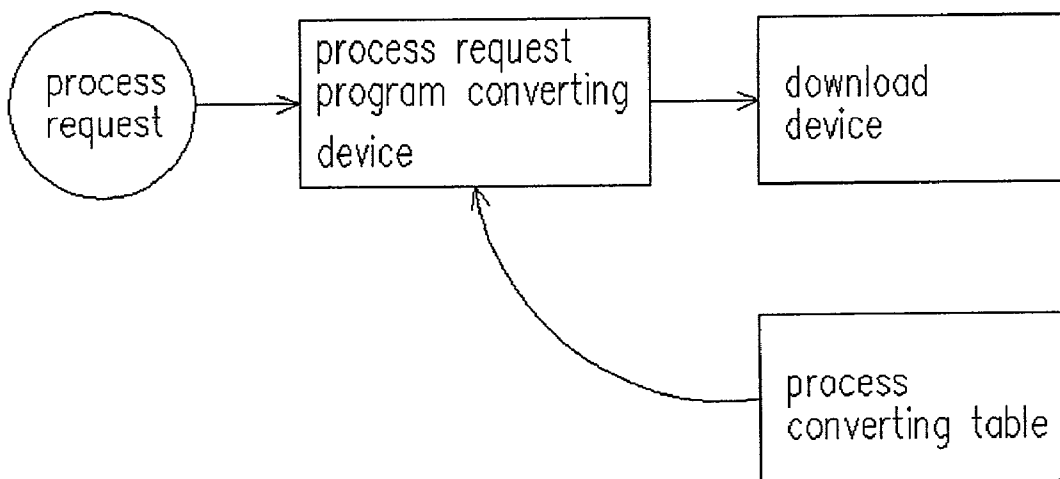 process
request
process request
program converting
device
download
device
process
converting table